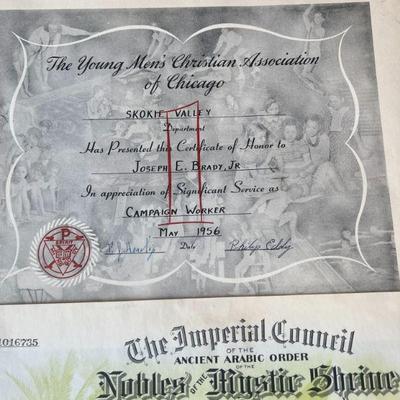 The Young Men's Christian Association
of Chicago
SKOKIE VALLEY
Department
Has Presented this Certificate of Honor to
JOSEPH E. BRADY, JR.
In appreciation of Significant Service as
CAMPAIGN WORKER
MAY 1956
Date
Philip Eddy
1016735
The Imperial Council
OF THE
ANCIENT ARABIC ORDER
OF THE
Nobles OF THE Mystic Shrine